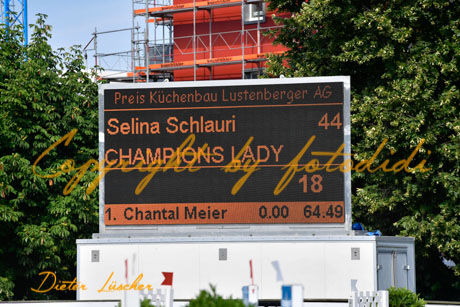 Preis Küchenbau Lustenberger AG
Selina Schlauri 44
CHAMPIONS LADY
18
1. Chantal Meier 0.00 64.49
Copyright by fotodidi
Dieter Lüscher